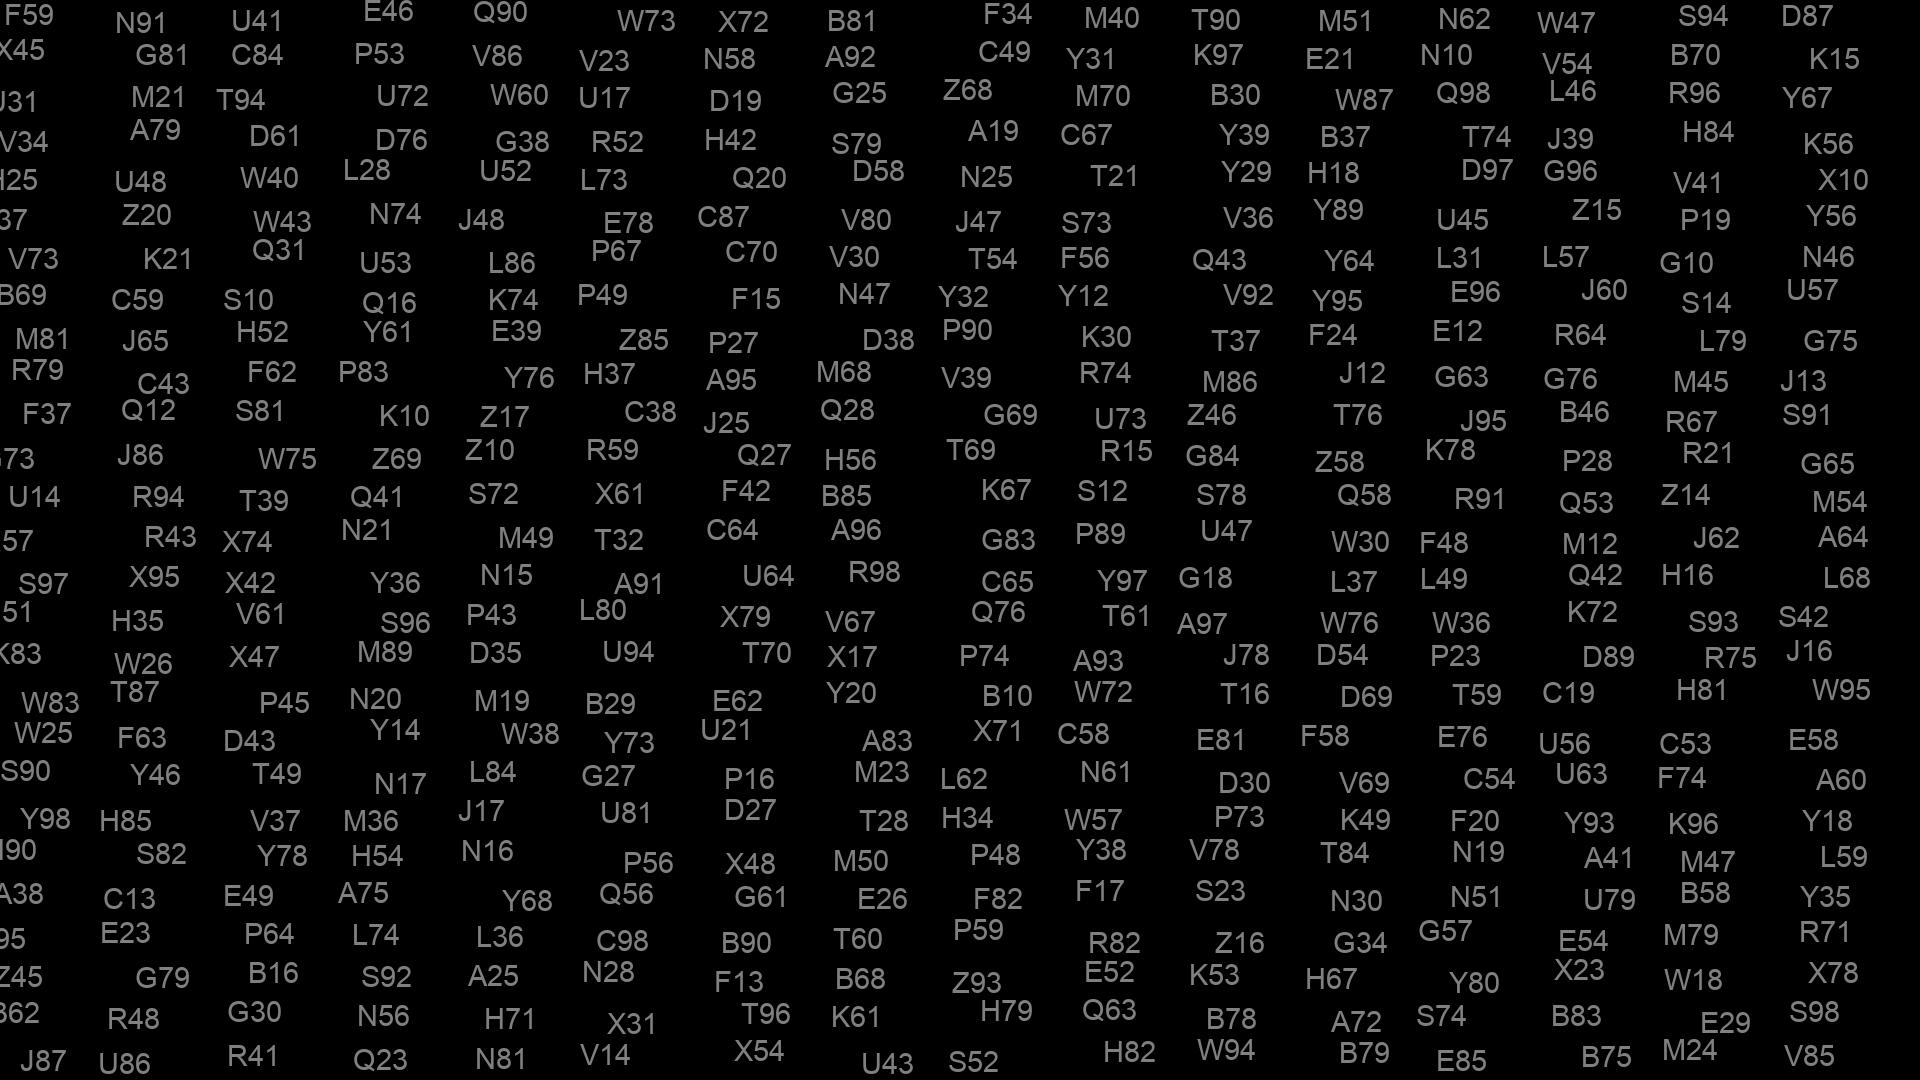 F59 N91 U41 E46 Q90 W73 X72 B81 F34 M40 T90 M51 N62 W47 S94 D87
X45 G81 C84 P53 V86 V23 N58 A92 C49 Y31 K97 E21 N10 V54 B70 K15
J31 M21 T94 U72 W60 U17 D19 G25 Z68 M70 B30 W87 Q98 L46 R96 Y67
V34 A79 D61 D76 G38 R52 H42 S79 A19 C67 Y39 B37 T74 J39 H84 K56
H25 U48 W40 L28 U52 L73 Q20 D58 N25 T21 Y29 H18 D97 G96 V41 X10
37 Z20 W43 N74 J48 E78 C87 V80 J47 S73 V36 Y89 U45 Z15 P19 Y56
V73 K21 Q31 U53 L86 P67 C70 V30 T54 F56 Q43 Y64 L31 L57 G10 N46
B69 C59 S10 Q16 K74 P49 F15 N47 Y32 Y12 V92 Y95 E96 J60 S14 U57
M81 J65 H52 Y61 E39 Z85 P27 D38 P90 K30 T37 F24 E12 R64 L79 G75
R79 C43 F62 P83 Y76 H37 A95 M68 V39 R74 M86 J12 G63 G76 M45 J13
F37 Q12 S81 K10 Z17 C38 J25 Q28 G69 U73 Z46 T76 J95 B46 R67 S91
73 J86 W75 Z69 Z10 R59 Q27 H56 T69 R15 G84 Z58 K78 P28 R21 G65
U14 R94 T39 Q41 S72 X61 F42 B85 K67 S12 S78 Q58 R91 Q53 Z14 M54
57 R43 X74 N21 M49 T32 C64 A96 G83 P89 U47 W30 F48 M12 J62 A64
S97 X95 X42 Y36 N15 A91 U64 R98 C65 Y97 G18 L37 L49 Q42 H16 L68
51 H35 V61 S96 P43 L80 X79 V67 Q76 T61 A97 W76 W36 K72 S93 S42
K83 W26 X47 M89 D35 U94 T70 X17 P74 A93 J78 D54 P23 D89 R75 J16
W83 T87 P45 N20 M19 B29 E62 Y20 B10 W72 T16 D69 T59 C19 H81 W95
W25 F63 D43 Y14 W38 Y73 U21 A83 X71 C58 E81 F58 E76 U56 C53 E58
S90 Y46 T49 N17 L84 G27 P16 M23 L62 N61 D30 V69 C54 U63 F74 A60
Y98 H85 V37 M36 J17 U81 D27 T28 H34 W57 P73 K49 F20 Y93 K96 Y18
90 S82 Y78 H54 N16 P56 X48 M50 P48 Y38 V78 T84 N19 A41 M47 L59
A38 C13 E49 A75 Y68 Q56 G61 E26 F82 F17 S23 N30 N51 U79 B58 Y35
95 E23 P64 L74 L36 C98 B90 T60 P59 R82 Z16 G34 G57 E54 M79 R71
Z45 G79 B16 S92 A25 N28 F13 B68 Z93 E52 K53 H67 Y80 X23 W18 X78
B62 R48 G30 N56 H71 X31 T96 K61 H79 Q63 B78 A72 S74 B83 E29 S98
J87 U86 R41 Q23 N81 V14 X54 U43 S52 H82 W94 B79 E85 B75 M24 V85